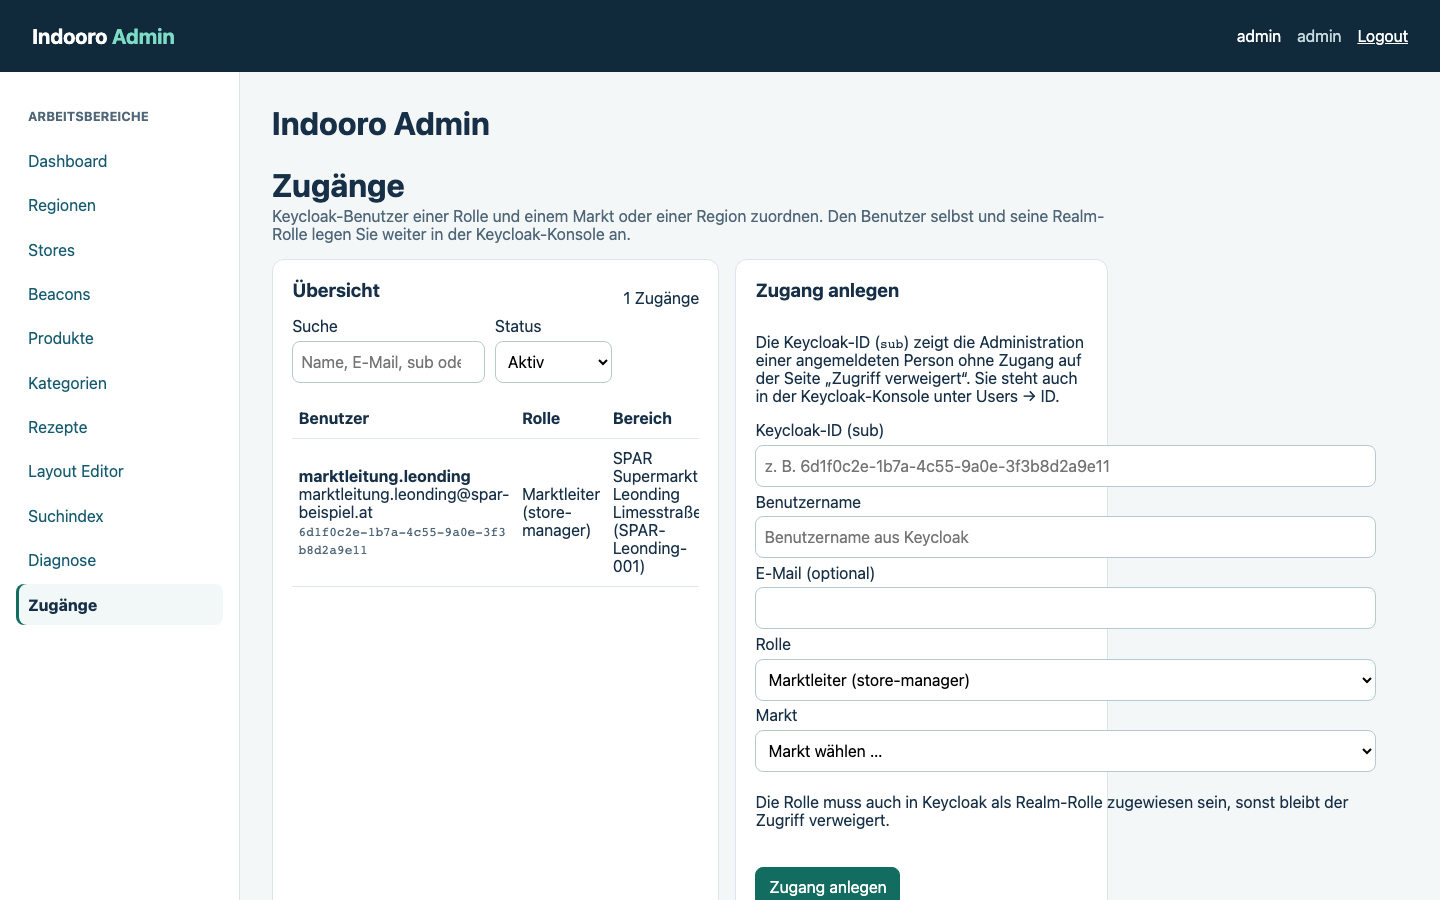 Indooro Admin
admin admin Logout
ARBEITSBEREICHE
Dashboard
Regionen
Stores
Beacons
Produkte
Kategorien
Rezepte
Layout Editor
Suchindex
Diagnose
Zugänge
Indooro Admin
Zugänge
Keycloak-Benutzer einer Rolle und einem Markt oder einer Region zuordnen. Den Benutzer selbst und seine Realm-
Rolle legen Sie weiter in der Keycloak-Konsole an.
Übersicht
1 Zugänge
Suche
Status
Name, E-Mail, sub ode
Aktiv
Benutzer Rolle Bereich
marktleitung.leonding
marktleitung.leonding@spar-
beispiel.at
6d1f0c2e-1b7a-4c55-9a0e-3f3
b8d2a9e11
Marktleiter
(store-
manager)
SPAR
Supermarkt
Leonding
Limesstraße
(SPAR-
Leonding-
001)
Zugang anlegen
Die Keycloak-ID (sub) zeigt die Administration
einer angemeldeten Person ohne Zugang auf
der Seite „Zugriff verweigert“. Sie steht auch
in der Keycloak-Konsole unter Users → ID.
Keycloak-ID (sub)
z. B. 6d1f0c2e-1b7a-4c55-9a0e-3f3b8d2a9e11
Benutzername
Benutzername aus Keycloak
E-Mail (optional)
Rolle
Marktleiter (store-manager)
Markt
Markt wählen ...
Die Rolle muss auch in Keycloak als Realm-Rolle zugewiesen sein, sonst bleibt der
Zugriff verweigert.
Zugang anlegen